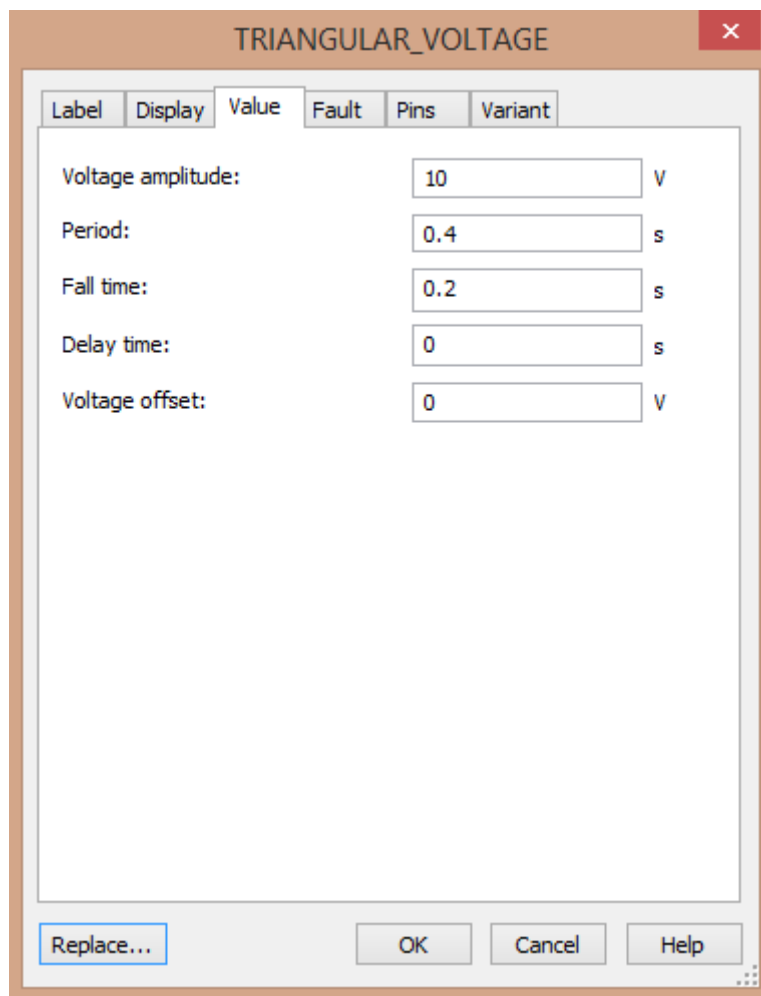 TRIANGULAR_VOLTAGE
Label Display Value Fault Pins Variant
Voltage amplitude: 10 V
Period: 0.4 s
Fall time: 0.2 s
Delay time: 0 s
Voltage offset: 0 V
Replace... OK Cancel Help